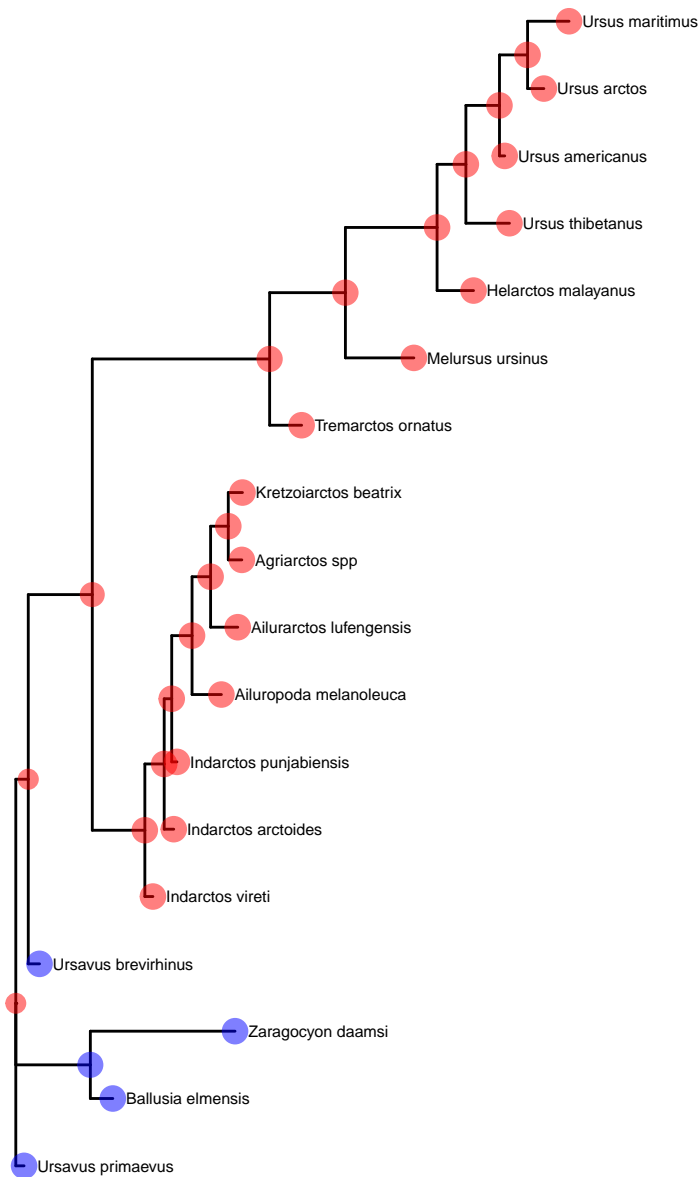 Ursus maritimus
Ursus arctos
Ursus americanus
Ursus thibetanus
Helarctos malayanus
Melursus ursinus
Tremarctos ornatus
Kretzoiarctos beatrix
Agriarctos spp
Ailurarctos lufengensis
Ailuropoda melanoleuca
Indarctos punjabiensis
Indarctos arctoides
Indarctos vireti
Ursavus brevirhinus
Zaragocyon daamsi
Ballusia elmensis
Ursavus primaevus